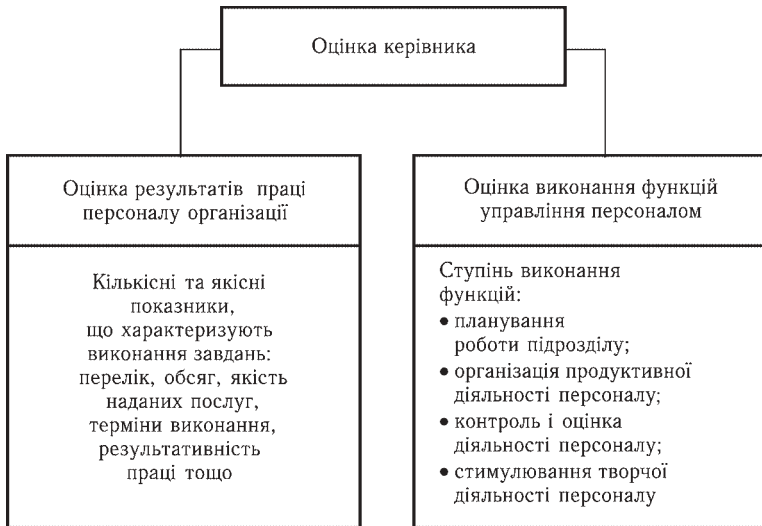 Оцінка керівника
Оцінка результатів праці
персоналу організації
Кількісні та якісні
показники,
що характеризують
виконання завдань:
перелік, обсяг, якість
наданих послуг,
терміни виконання,
результативність
праці тощо
Оцінка виконання функцій
управління персоналом
Ступінь виконання
функцій:
• планування
роботи підрозділу;
• організація продуктивної
діяльності персоналу;
• контроль і оцінка
діяльності персоналу;
• стимулювання творчої
діяльності персоналу